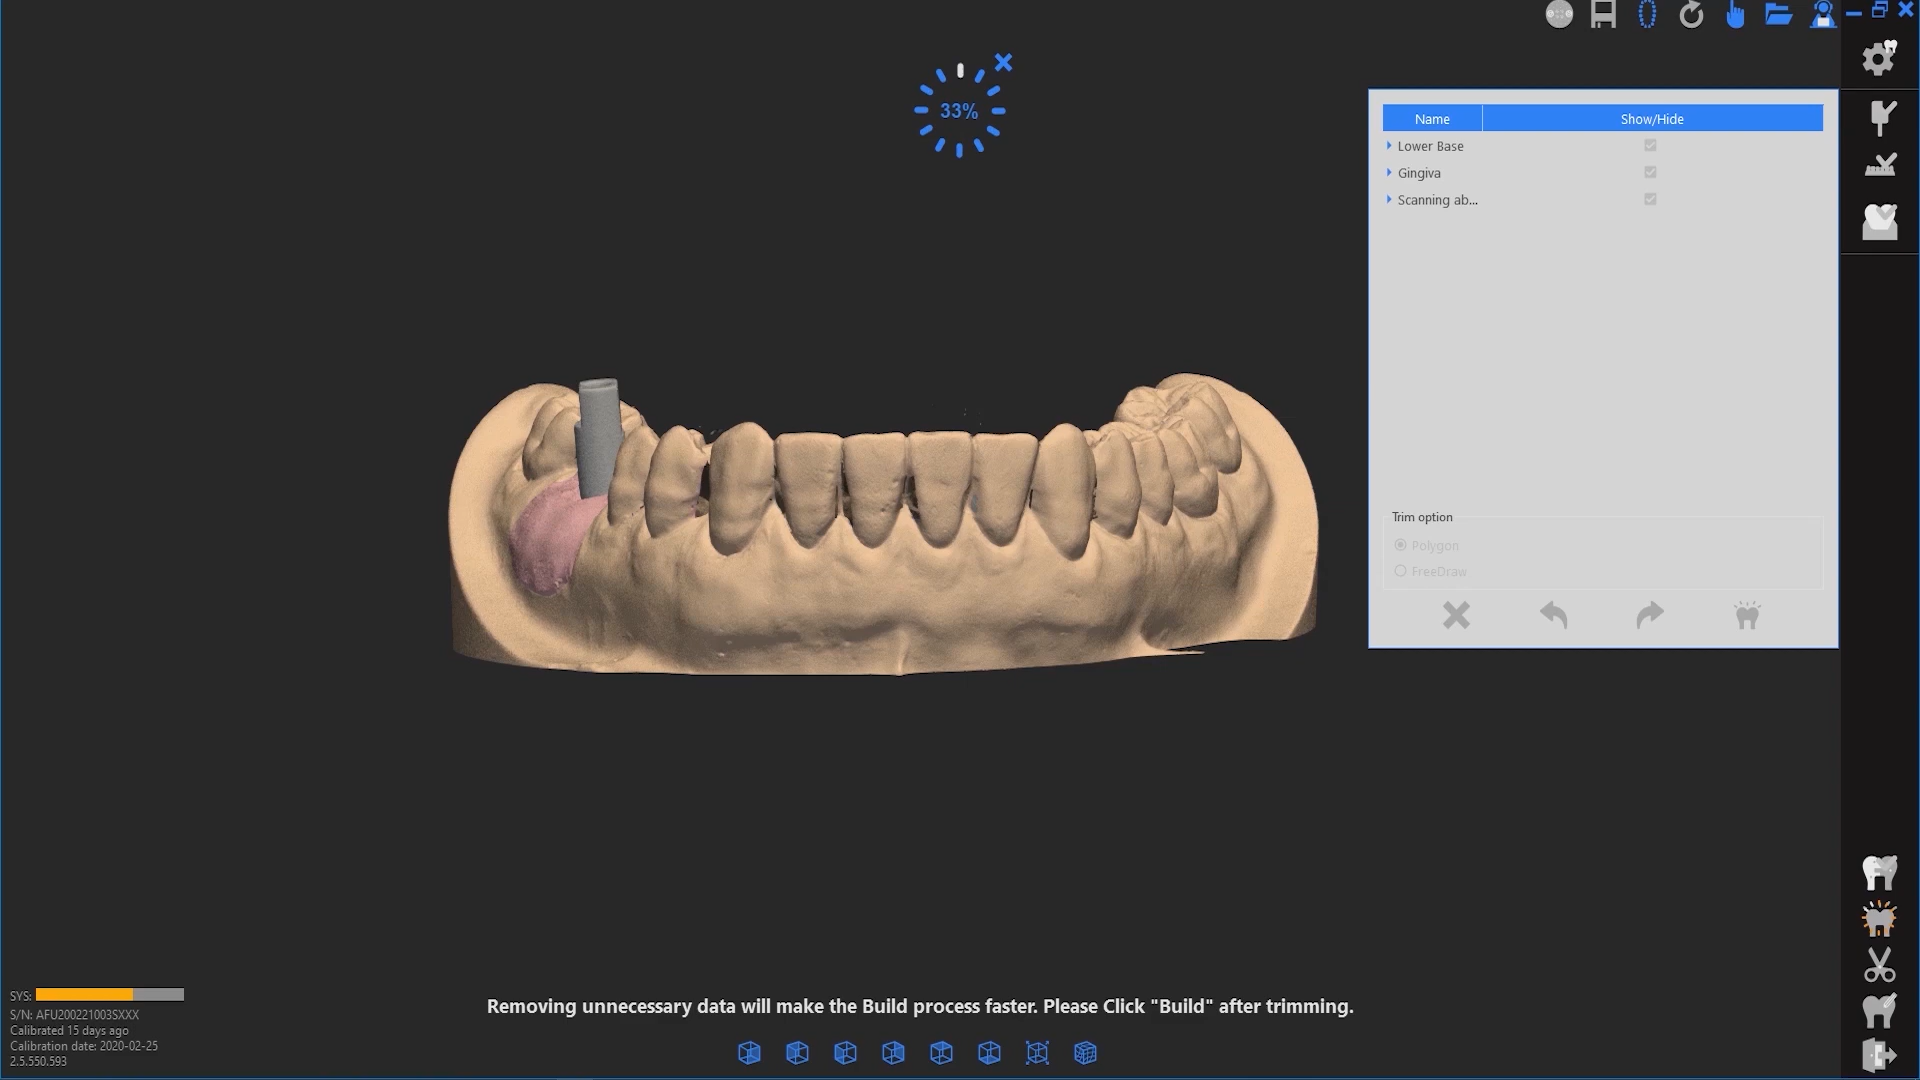 33%
Name Show/Hide
Lower Base
Gingiva
Scanning ab...
Trim option
Polygon
FreeDraw
SYS:
S/N: AFU200221003SXXX
Calibrated 15 days ago
Calibration date: 2020-02-25
2.5.550.593
Removing unnecessary data will make the Build process faster. Please Click "Build" after trimming.